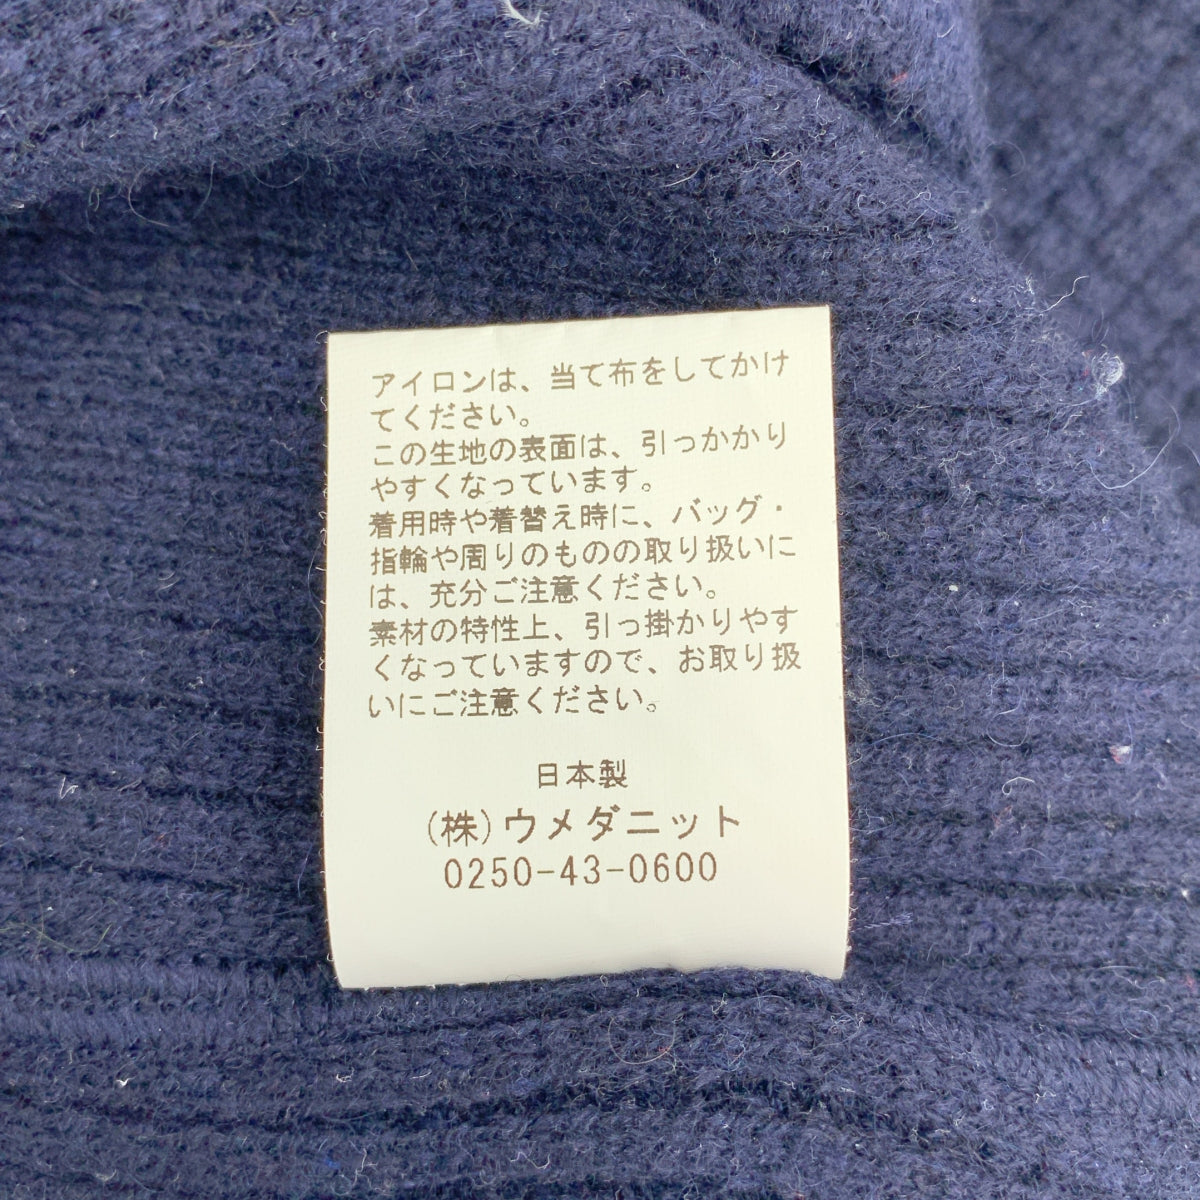 アイロンは、当て布をしてかけ
てください。
この生地の表面は、引っかかり
やすくなっています。
着用時や着替え時に、バッグ・
指輪や周りのものの取り扱いに
は、充分ご注意ください。
素材の特性上、引っ掛かりやす
くなっていますので、お取り扱
いにご注意ください。
日本製
(株)ウメダニット
0250-43-0600